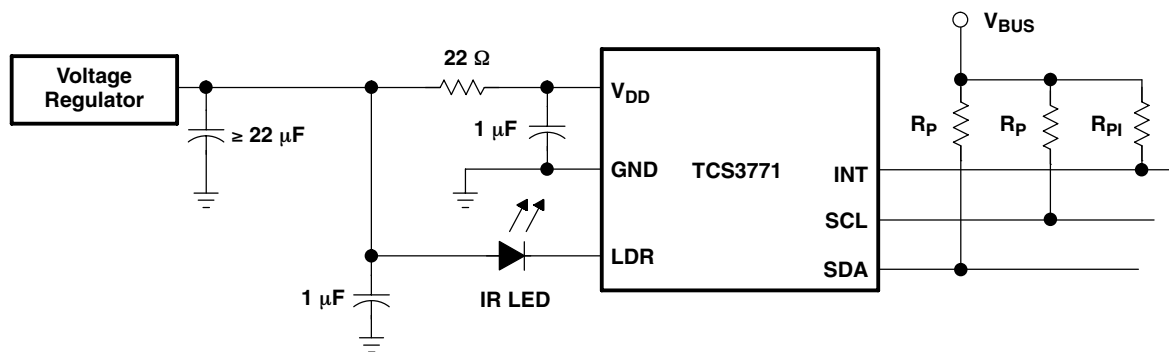 Voltage
Regulator
≥ 22 μF
22 Ω
1 μF
1 μF
IR LED
VDD
GND
LDR
TCS3771
INT
SCL
SDA
VBUS
RP
RP
RPI